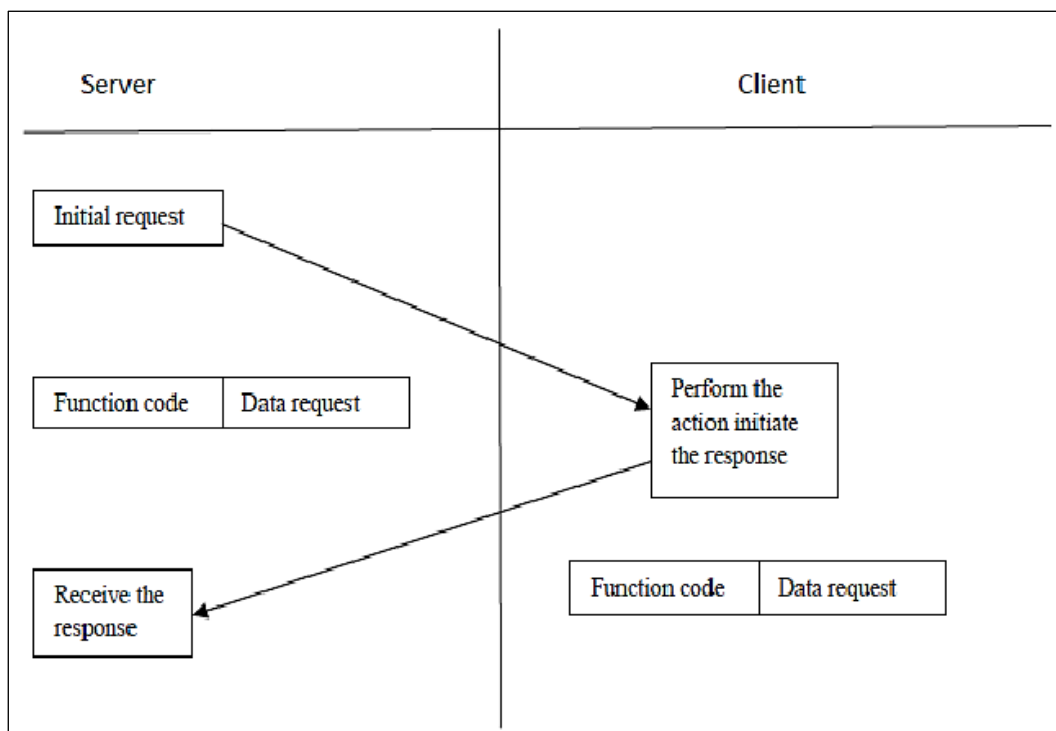 Server
Client
Initial request
Function code
Data request
Perform the
action initiate
the response
Receive the
response
Function code
Data request